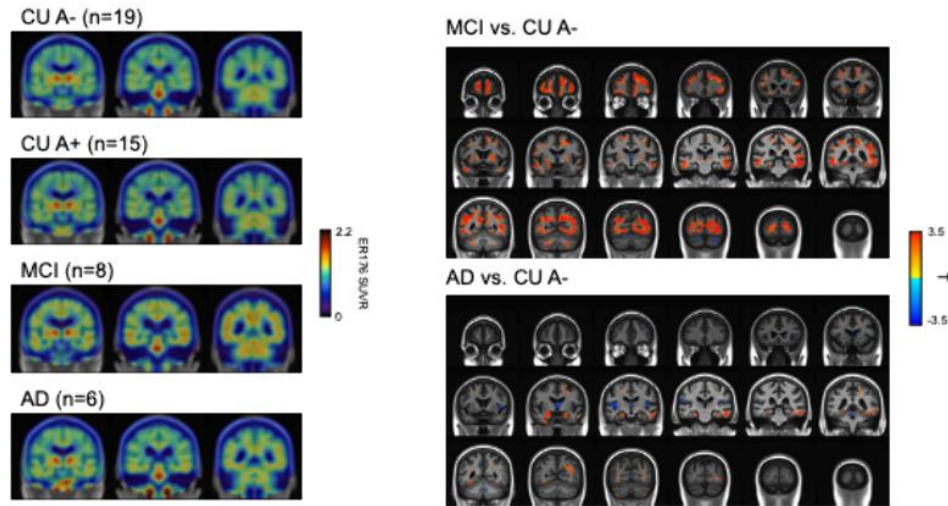 CU A- (n=19)
CU A+ (n=15)
MCI (n=8)
AD (n=6)
2.2
0
ER176 SUVR
MCI vs. CU A-
AD vs. CU A-
3.5
T
-3.5